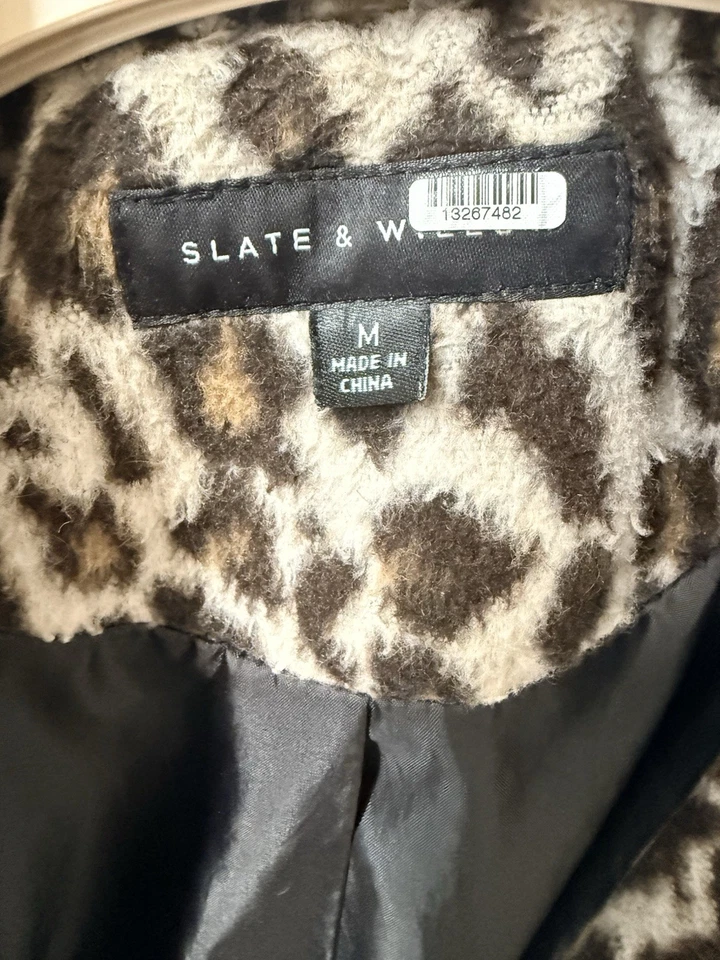 13267482
SLATE &
M
MADE IN
CHINA